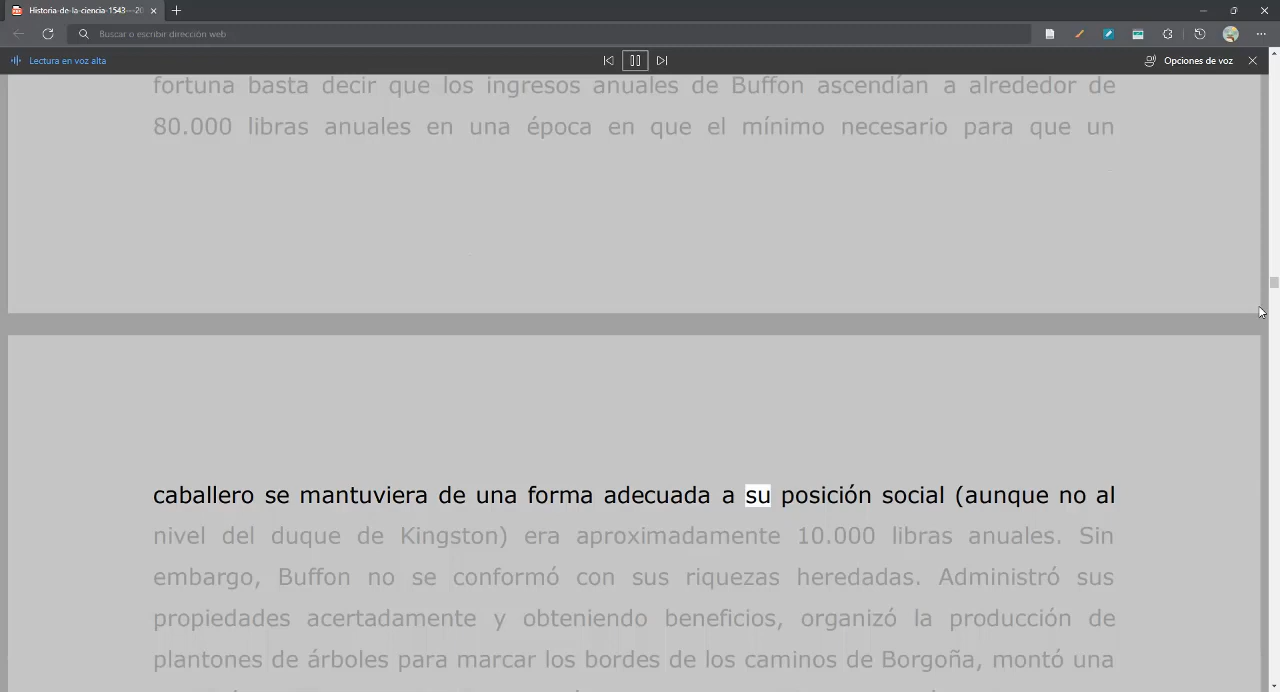 Historia-de-la-ciencia-1543---20
Buscar o escribir dirección web
Lectura en voz alta
Opciones de voz
fortuna basta decir que los ingresos anuales de Buffon ascendían a alrededor de
80.000 libras anuales en una época en que el mínimo necesario para que un
caballero se mantuviera de una forma adecuada a su posición social (aunque no al
nivel del duque de Kingston) era aproximadamente 10.000 libras anuales. Sin
embargo, Buffon no se conformó con sus riquezas heredadas. Administró sus
propiedades acertadamente y obteniendo beneficios, organizó la producción de
plantones de árboles para marcar los bordes de los caminos de Borgoña, montó una